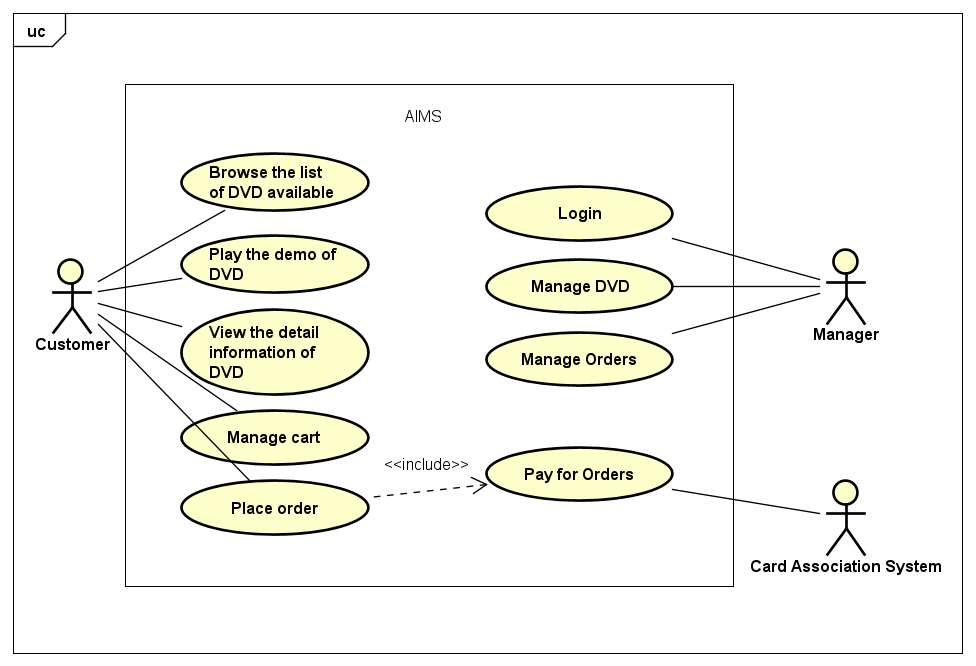 uc
AIMS
Browse the list
of DVD available
Play the demo of
DVD
View the detail
information of
DVD
Manage cart
Place order
<<include>>
Login
Manage DVD
Manage Orders
Pay for Orders
Customer
Manager
Card Association System